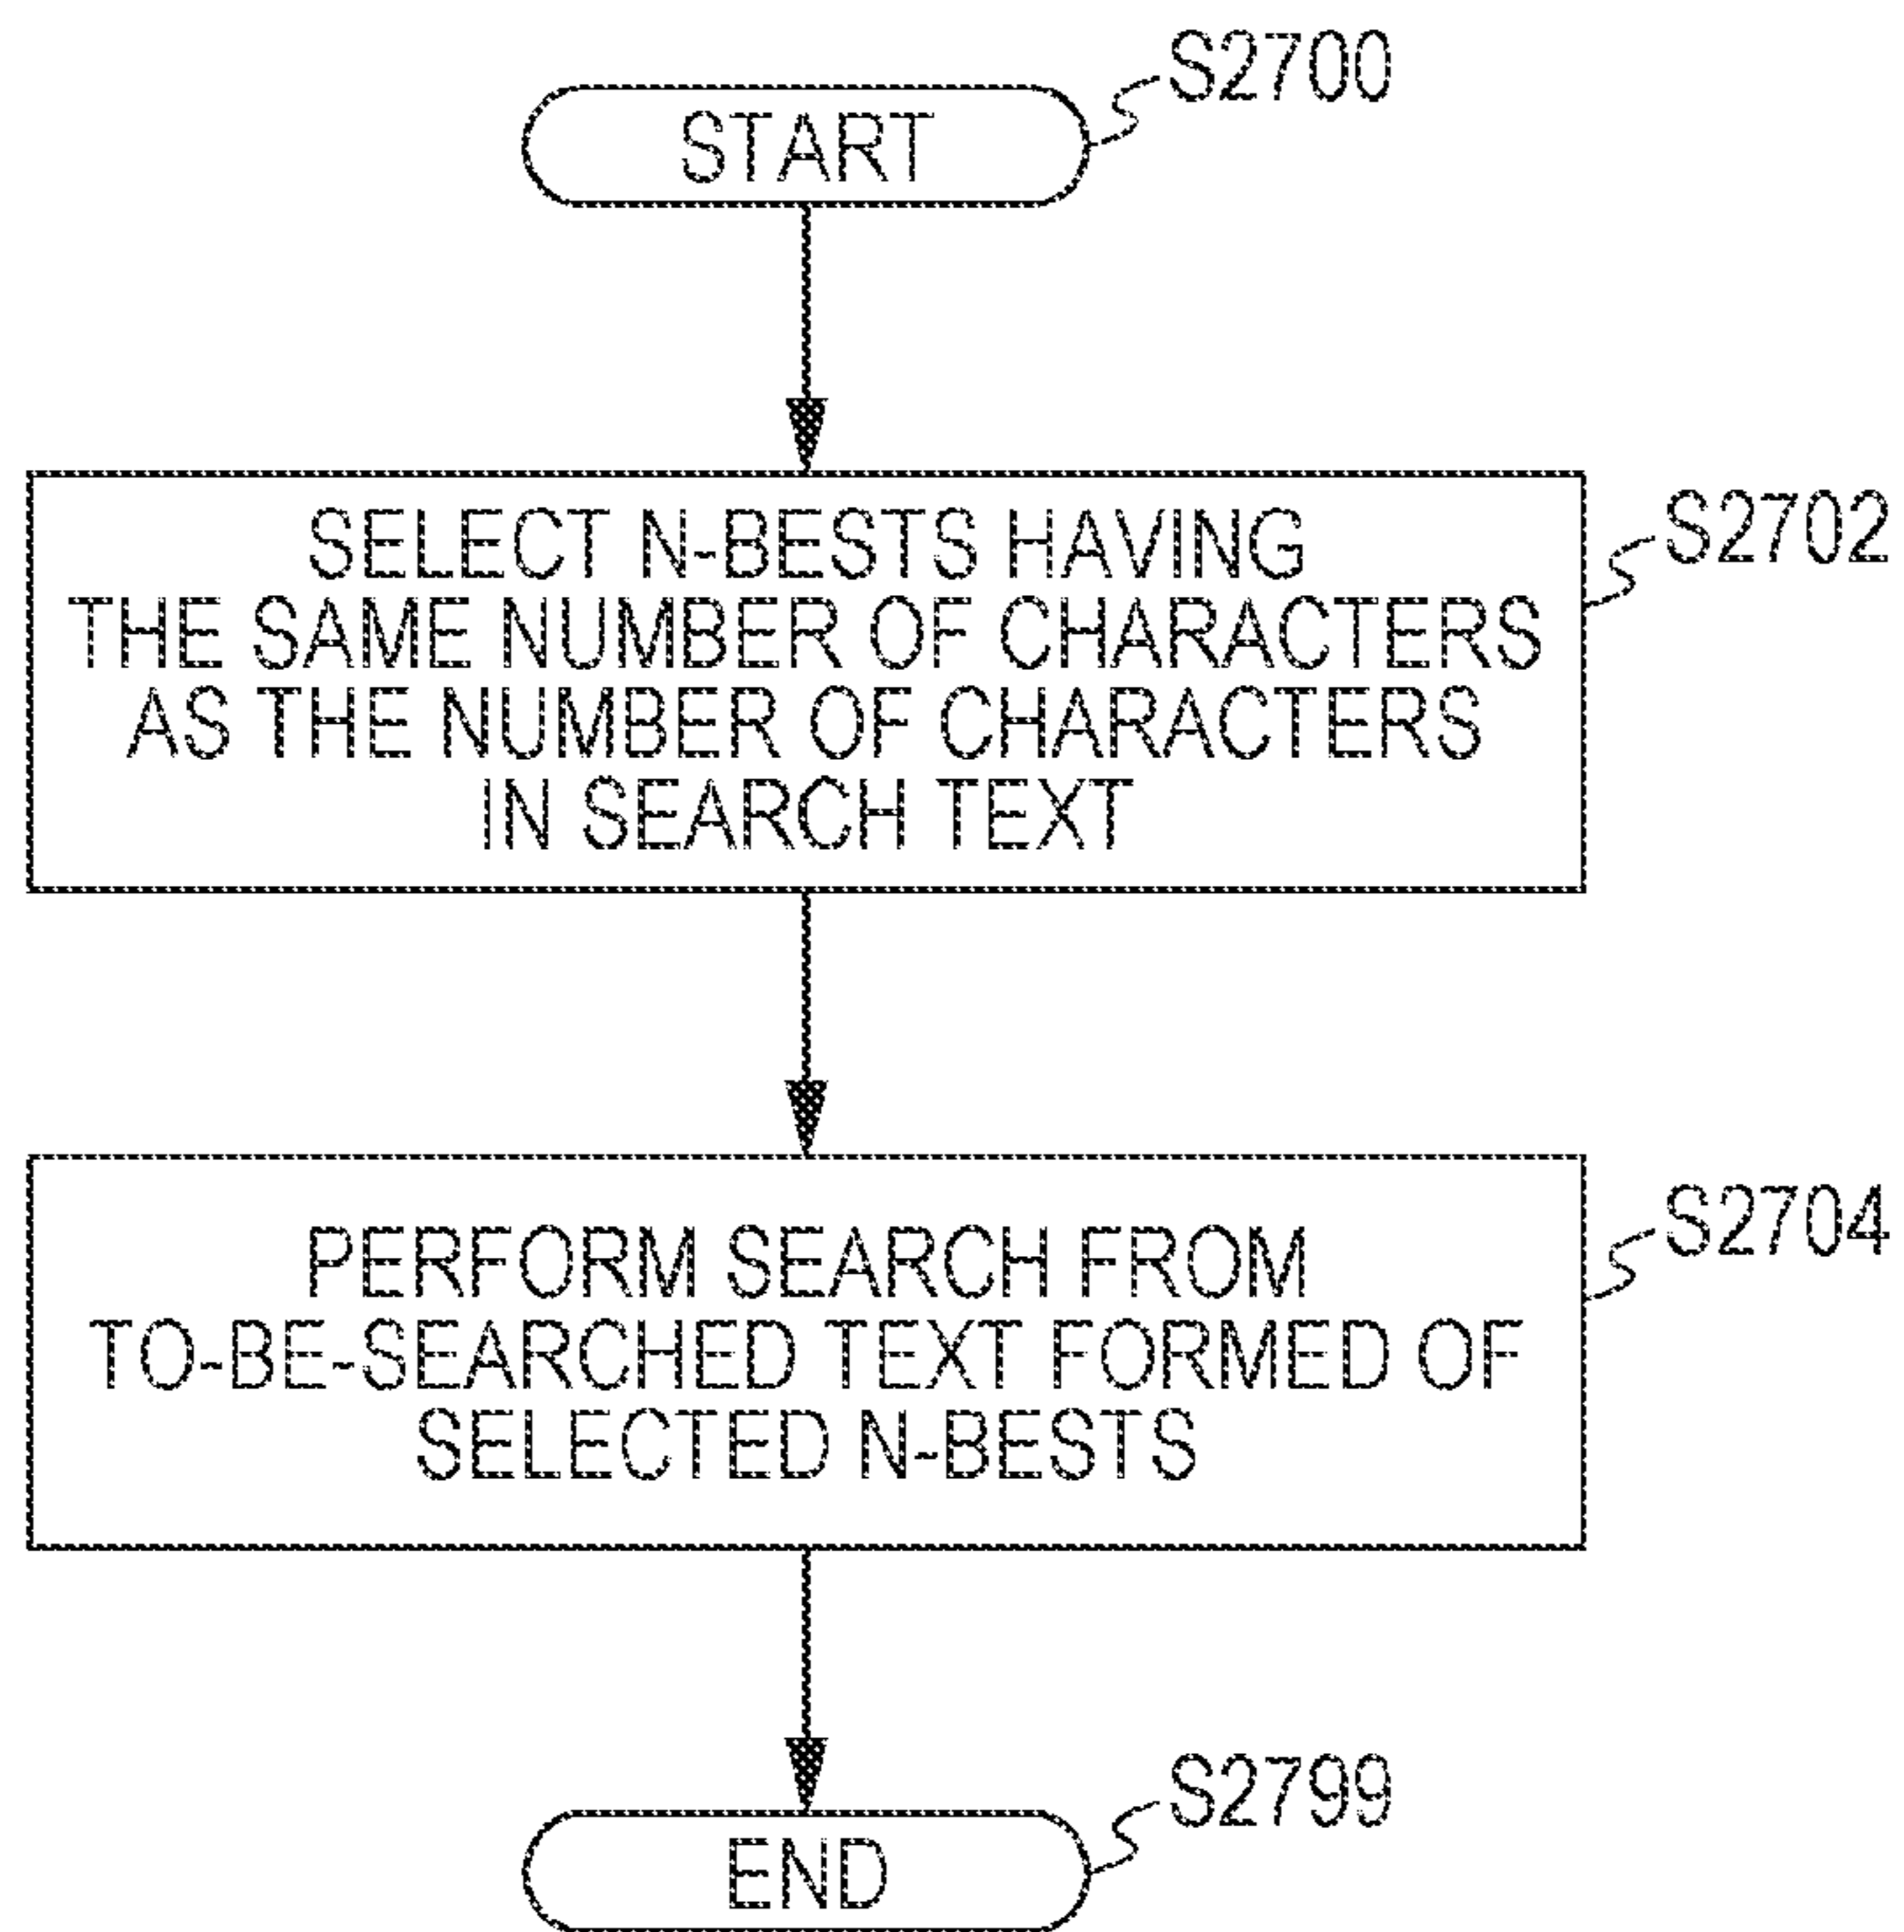 S2700
START
SELECT N-BESTS HAVING
THE SAME NUMBER OF CHARACTERS
AS THE NUMBER OF CHARACTERS
IN SEARCH TEXT
S2702
PERFORM SEARCH FROM
TO-BE-SEARCHED TEXT FORMED OF
SELECTED N-BESTS
S2704
S2799
END